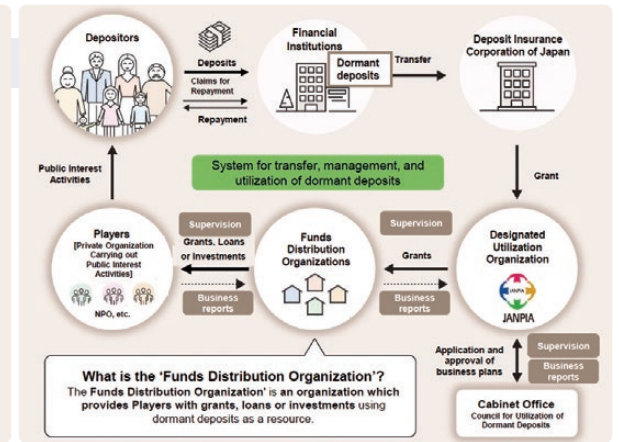 Depositors
Deposits
Claims for
Repayment
Repayment
Financial
Institutions
Dormant
deposits
Transfer
Deposit Insurance
Corporation of Japan
Public Interest
Activities
System for transfer, management, and
utilization of dormant deposits
Grant
Players
[Private Organization
Carrying out
Public Interest
Activities]
NPO, etc.
Supervision
Grants, Loans
or Investments
Business
reports
Funds
Distribution
Organizations
Supervision
Grants
Business
reports
Designated
Utilization
Organization
JANPIA
JANPIA
Application and
approval of
business plans
Supervision
Business
reports
Cabinet Office
Council for Utilization of
Dormant Deposits
What is the ‘Funds Distribution Organization’?
The Funds Distribution Organization' is an organization which
provides Players with grants, loans or investments using
dormant deposits as a resource.